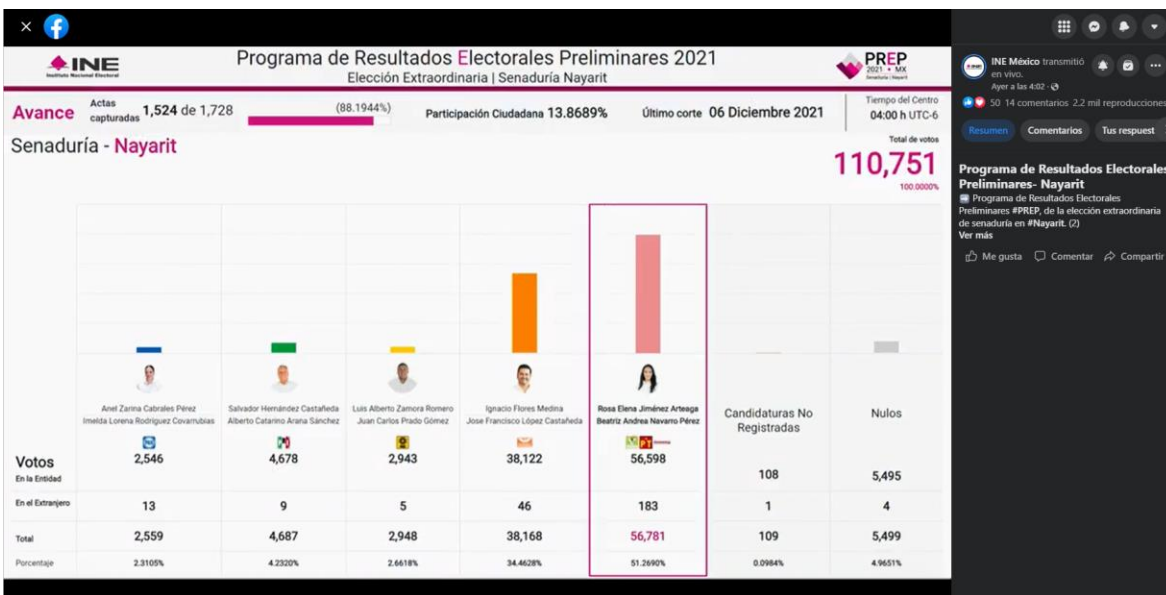 INE
Instituto Nacional Electoral
Programa de Resultados Electorales Preliminares 2021
Elección Extraordinaria | Senaduría Nayarit
PREP
2021 • MX
Senaduría | Nayarit
Avance
Actas capturadas 1,524 de 1,728
(88.1944%)
Participación Ciudadana 13.8689%
Último corte 06 Diciembre 2021
Tiempo del Centro
04:00 h UTC-6
Senaduría - Nayarit
Total de votos
110,751
100.0000%
Anel Zarina Cabrales Pérez
Imelda Lorena Rodríguez Covarrubias
Salvador Hernández Castañeda
Alberto Catarino Arana Sánchez
Luis Alberto Zamora Romero
Juan Carlos Prado Gómez
Ignacio Flores Medina
Jose Francisco López Castañeda
Rosa Elena Jiménez Arteaga
Beatriz Andrea Navarro Pérez
Candidaturas No
Registradas
Nulos
PAN
PRI
PRD
PT
Votos
En la Entidad
2,546 4,678 2,943 38,122 56,598 108 5,495
En el Extranjero 13 9 5 46 183 1 4
Total 2,559 4,687 2,948 38,168 56,781 109 5,499
Porcentaje 2.3105% 4.2320% 2.6618% 34.4628% 51.2690% 0.0984% 4.9651%
INE México transmitió
en vivo.
Ayer a las 4:02 ·
50 14 comentarios 2.2 mil reproducciones
Resumen Comentarios Tus respuest
Programa de Resultados Electorales
Preliminares- Nayarit
Programa de Resultados Electorales
Preliminares #PREP, de la elección extraordinaria
de senaduría en #Nayarit. (2)
Ver más
Me gusta Comentar Compartir